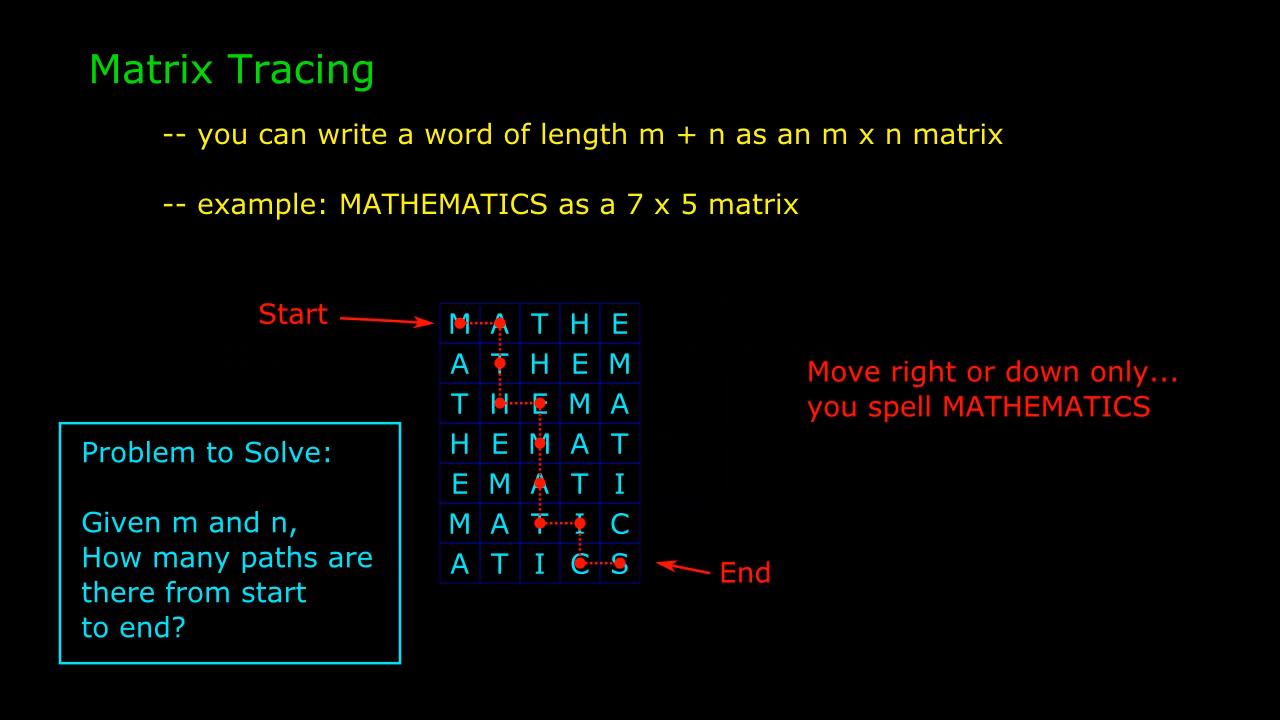 Matrix Tracing
-- you can write a word of length m + n as an m x n matrix
-- example: MATHEMATICS as a 7 x 5 matrix
Start
M A T H E
A T H E M
T H E M A
H E M A T
E M A T I
M A T I C
A T I C S
End
Move right or down only...
you spell MATHEMATICS
Problem to Solve:
Given m and n,
How many paths are
there from start
to end?